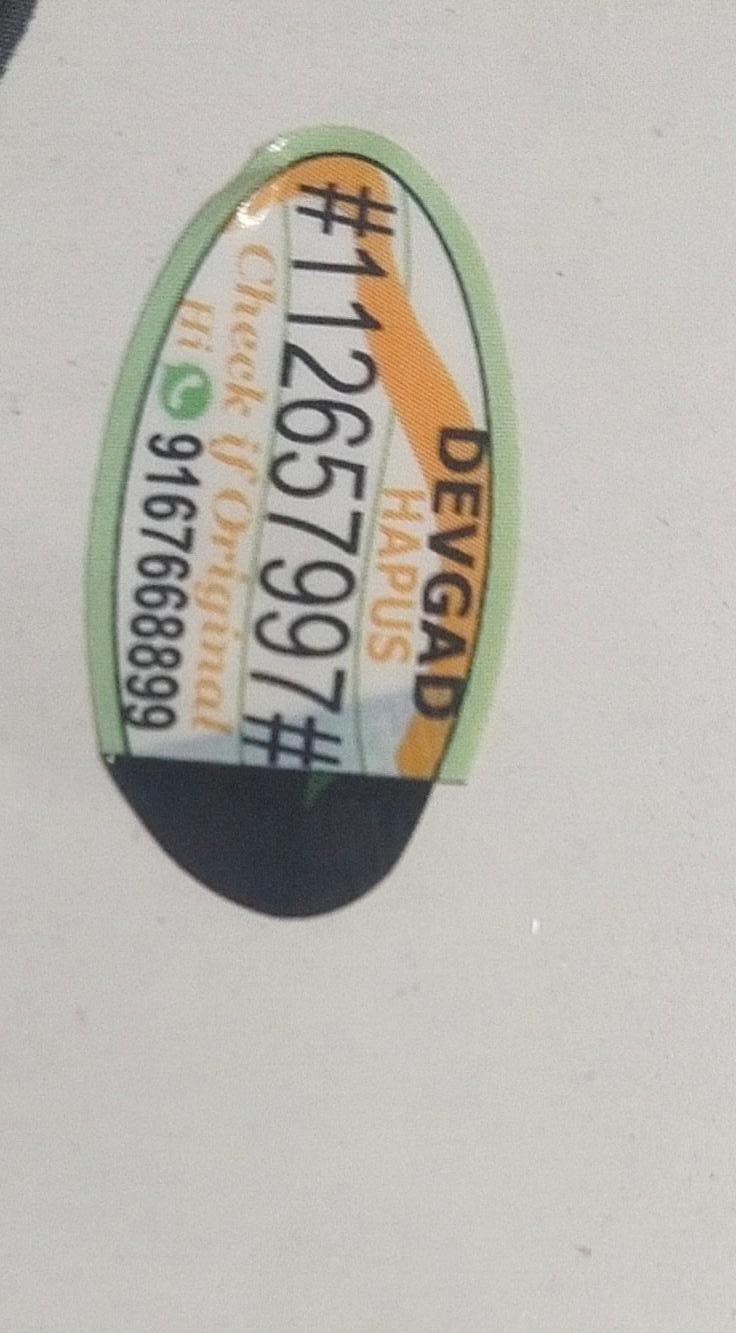 DEVGAD
HAPUS
#112657997#
Check if Original
Hi 9167668899